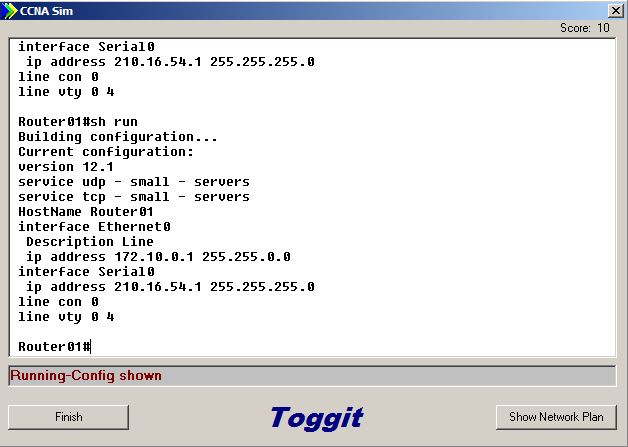 CCNA Sim
Score: 10
interface Serial0
ip address 210.16.54.1 255.255.255.0
line con 0
line vty 0 4
Router01#sh run
Building configuration...
Current configuration:
version 12.1
service udp - small - servers
service tcp - small - servers
HostName Router01
interface Ethernet0
Description Line
ip address 172.10.0.1 255.255.0.0
interface Serial0
ip address 210.16.54.1 255.255.255.0
line con 0
line vty 0 4
Router01#
Running-Config shown
Finish
Toggit
Show Network Plan